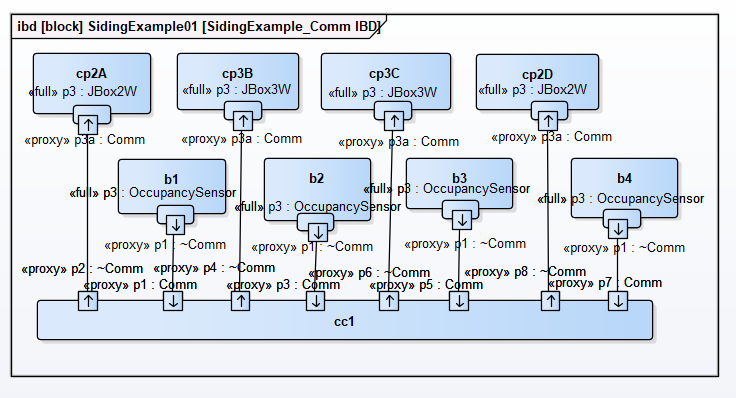 ibd [block] SidingExample01 [SidingExample_Comm IBD]
cp2A
cp3B
cp3C
cp2D
«full» p3 : JBox2W
«full» p3 : JBox3W
«full» p3 : JBox3W
«full» p3 : JBox2W
«proxy» p3a : Comm
«proxy» p3a : Comm
«proxy» p3a : Comm
«proxy» p3a : Comm
b1
b2
b3
b4
«full» p3 : OccupancySensor
«full» p3 : OccupancySensor
«full» p3 : OccupancySensor
«full» p3 : OccupancySensor
«proxy» p1 : ~Comm
«proxy» p1 : ~Comm
«proxy» p1 : ~Comm
«proxy» p1 : ~Comm
«proxy» p2 : ~Comm
«proxy» p4 : ~Comm
«proxy» p6 : ~Comm
«proxy» p8 : ~Comm
«proxy» p1 : Comm
«proxy» p3 : Comm
«proxy» p5 : Comm
«proxy» p7 : Comm
cc1